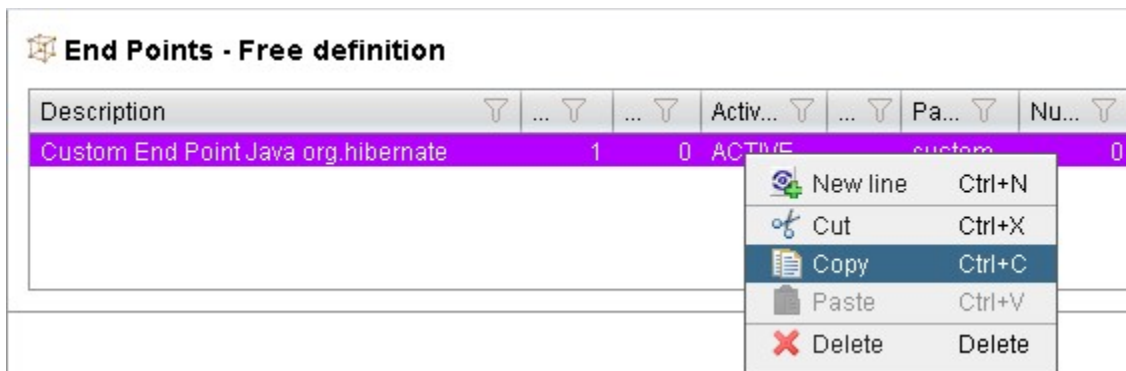 End Points - Free definition
Description ... ... Activ... ... Pa... Nu...
Custom End Point Java org.hibernate 1 0 ACTIVE custom 0
New line Ctrl+N
Cut Ctrl+X
Copy Ctrl+C
Paste Ctrl+V
Delete Delete